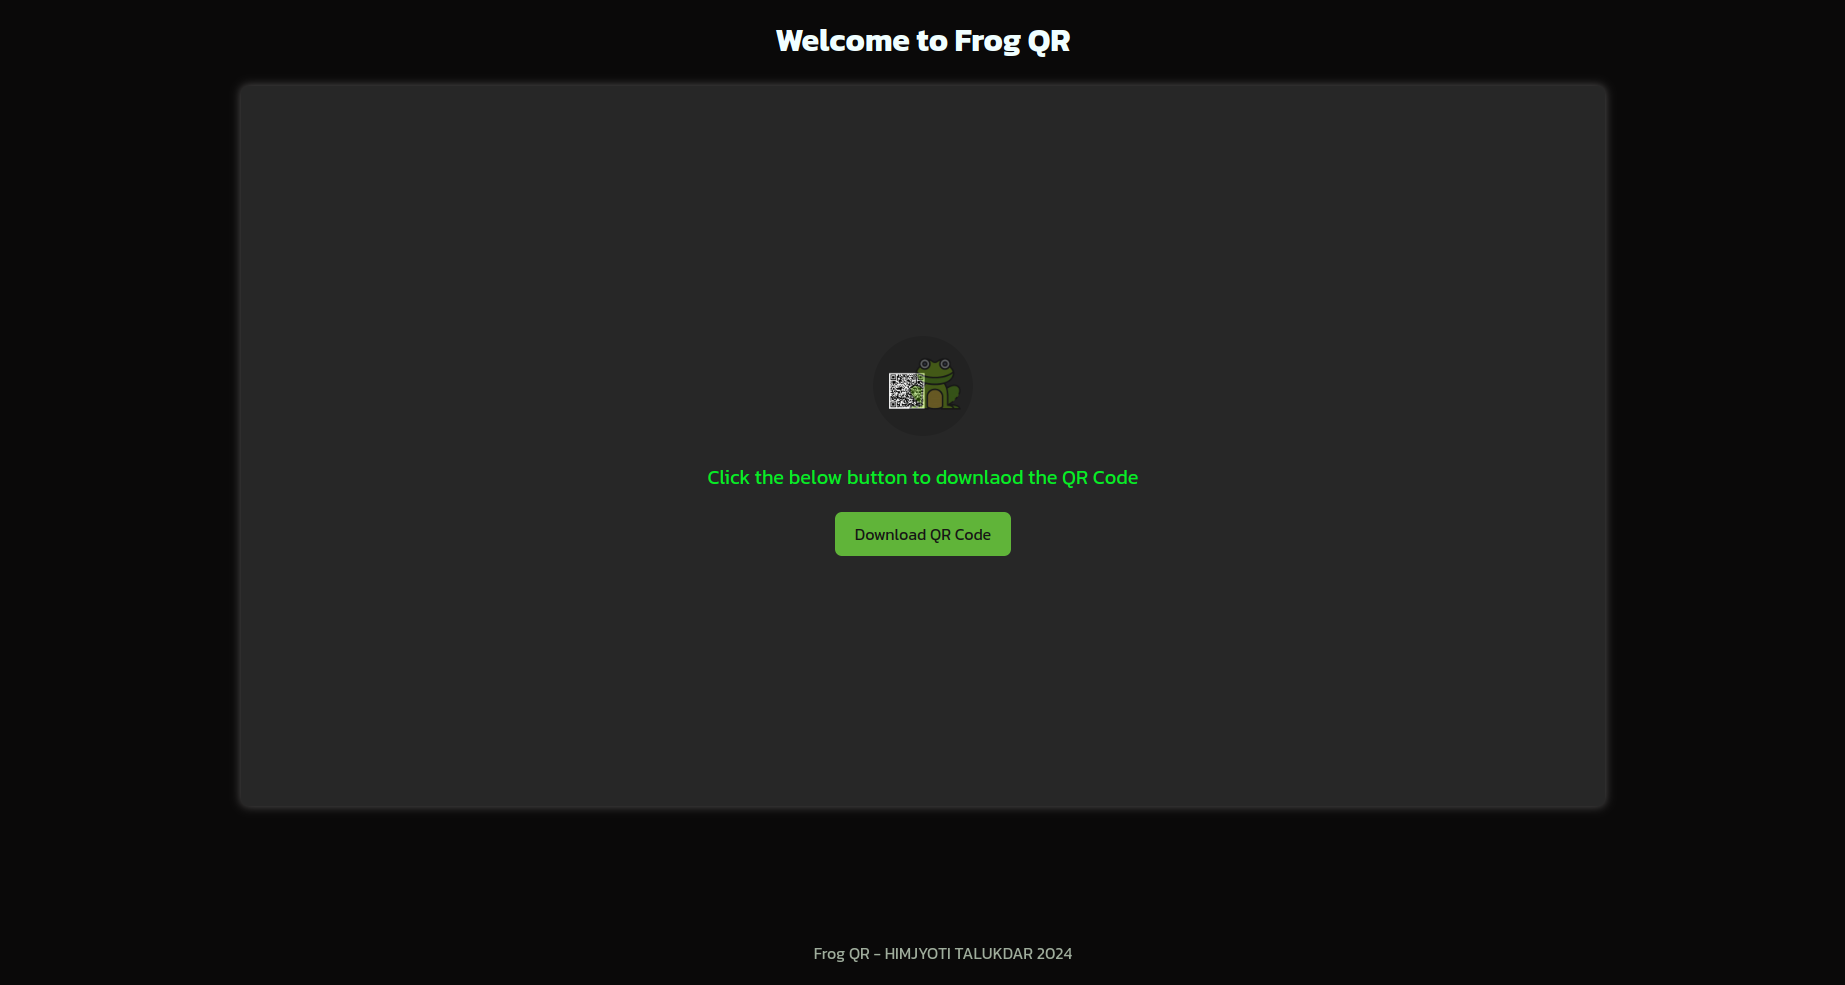 Welcome to Frog QR
Click the below button to downlaod the QR Code
Download QR Code
Frog QR - HIMJYOTI TALUKDAR 2024